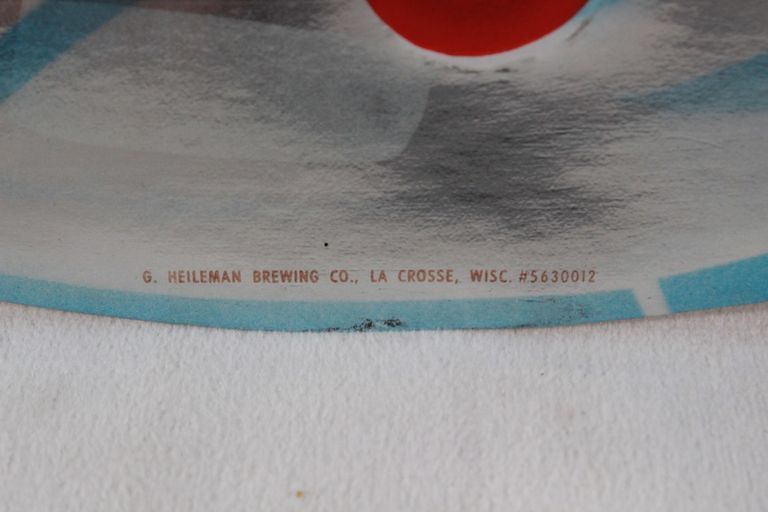 G. HEILEMAN BREWING CO., LA CROSSE, WISC. #5630012